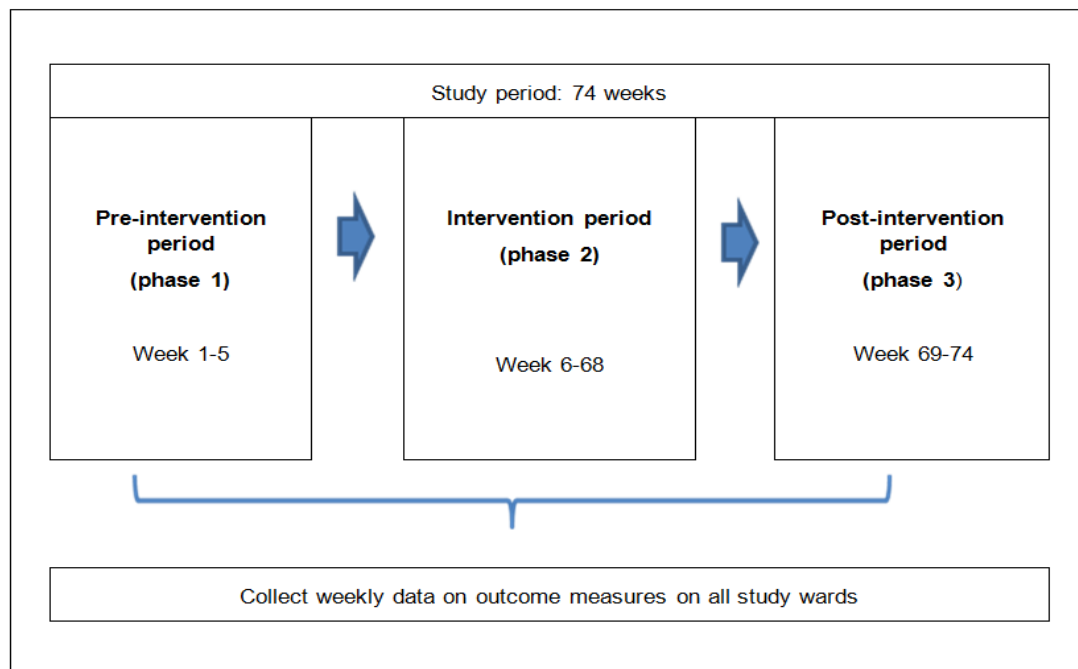 Study period: 74 weeks
Pre-intervention
period
(phase 1)
Week 1-5
Intervention period
(phase 2)
Week 6-68
Post-intervention
period
(phase 3)
Week 69-74
Collect weekly data on outcome measures on all study wards